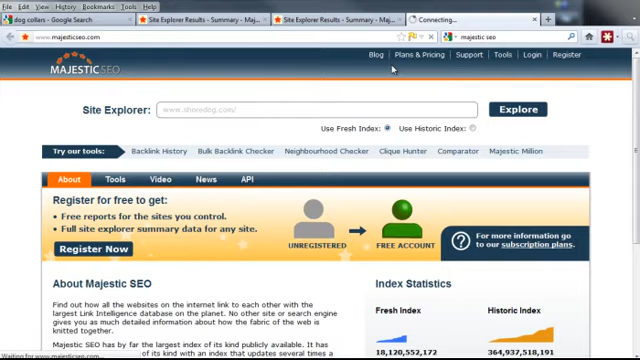 File Edit View History Bookmarks Tools Help
dog collars - Google Search
Site Explorer Results - Summary - Maj...
Site Explorer Results - Summary - Maj...
Connecting...
www.majesticseo.com
majestic seo
Blog | Plans & Pricing | Support | Tools | Login | Register
MAJESTICSEO
Site Explorer: www.shoredog.com/ Explore
Use Fresh Index: Use Historic Index:
Try our tools: Backlink History Bulk Backlink Checker Neighbourhood Checker Clique Hunter Comparator Majestic Million
About Tools Video News API
Register for free to get:
• Free reports for the sites you control.
• Full site explorer summary data for any site.
Register Now
UNREGISTERED
FREE ACCOUNT
? For more information go
to our subscription plans.
About Majestic SEO
Find out how all the websites on the internet link to each other with the
largest Link Intelligence database on the planet. No other site or search engine
gives you as much detailed information about how the fabric of the web is
knitted together.
Majestic SEO has by far the largest index of its kind publicly available. It has
of its kind with an index that updates several times a
Index Statistics
Fresh Index
Historic Index
18,120,552,172
364,937,518,191
Waiting for www.majesticseo.com...